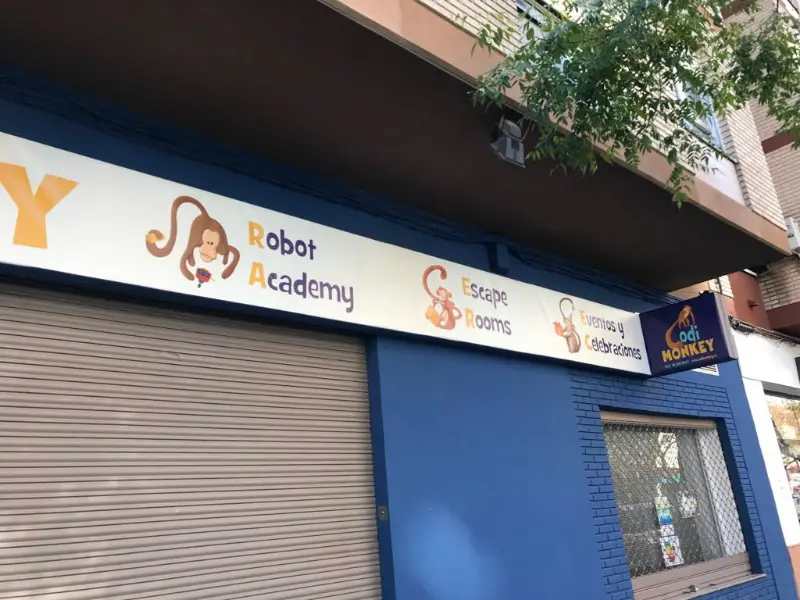 Y
Robot
Academy
Escape
Rooms
Eventos y
Celebraciones
Codi
MONKEY